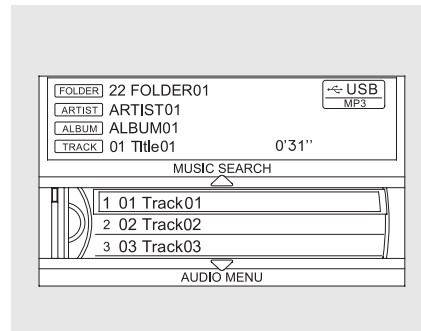 FOLDER 22 FOLDER01
USB
MP3
ARTIST ARTIST01
ALBUM ALBUM01
TRACK 01 TItle01 0'31''
MUSIC SEARCH
1 01 Track01
2 02 Track02
3 03 Track03
AUDIO MENU